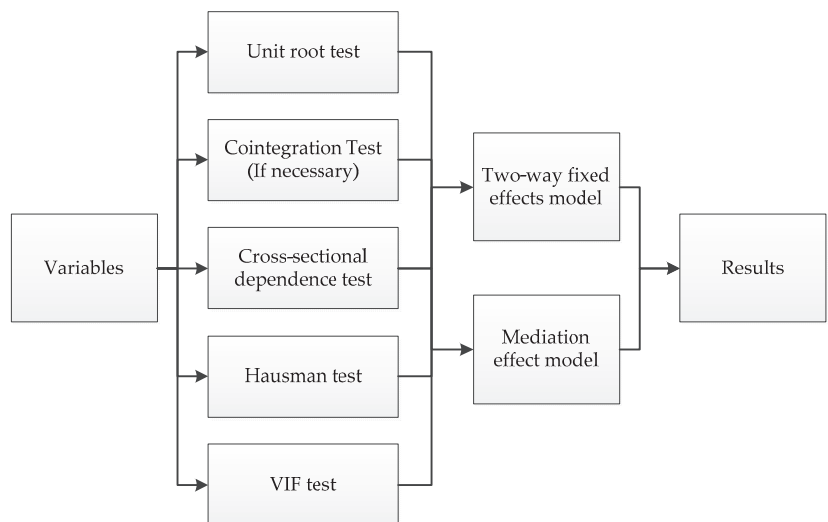 Variables
Unit root test
Cointegration Test
(If necessary)
Cross-sectional
dependence test
Hausman test
VIF test
Two-way fixed
effects model
Mediation
effect model
Results